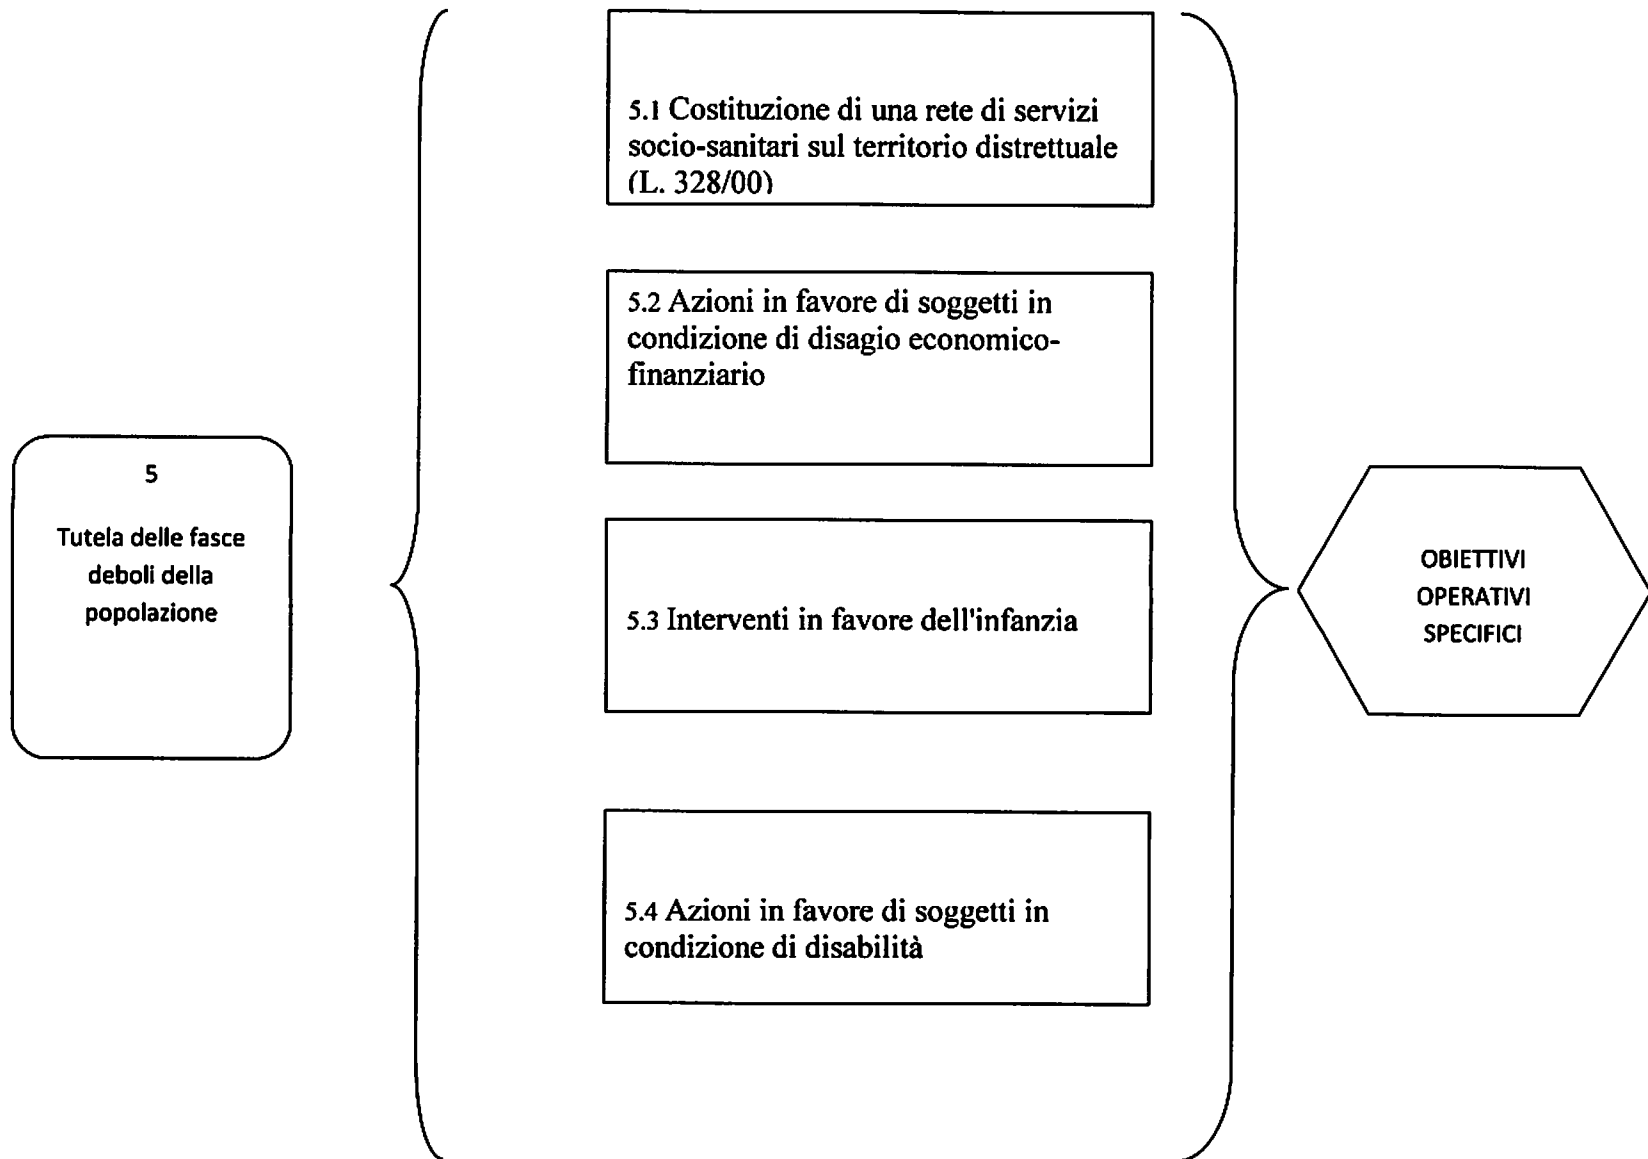 5
Tutela delle fasce
deboli della
popolazione
5.1 Costituzione di una rete di servizi
socio-sanitari sul territorio distrettuale
(L. 328/00)
5.2 Azioni in favore di soggetti in
condizione di disagio economico-
finanziario
5.3 Interventi in favore dell'infanzia
5.4 Azioni in favore di soggetti in
condizione di disabilità
OBIETTIVI
OPERATIVI
SPECIFICI